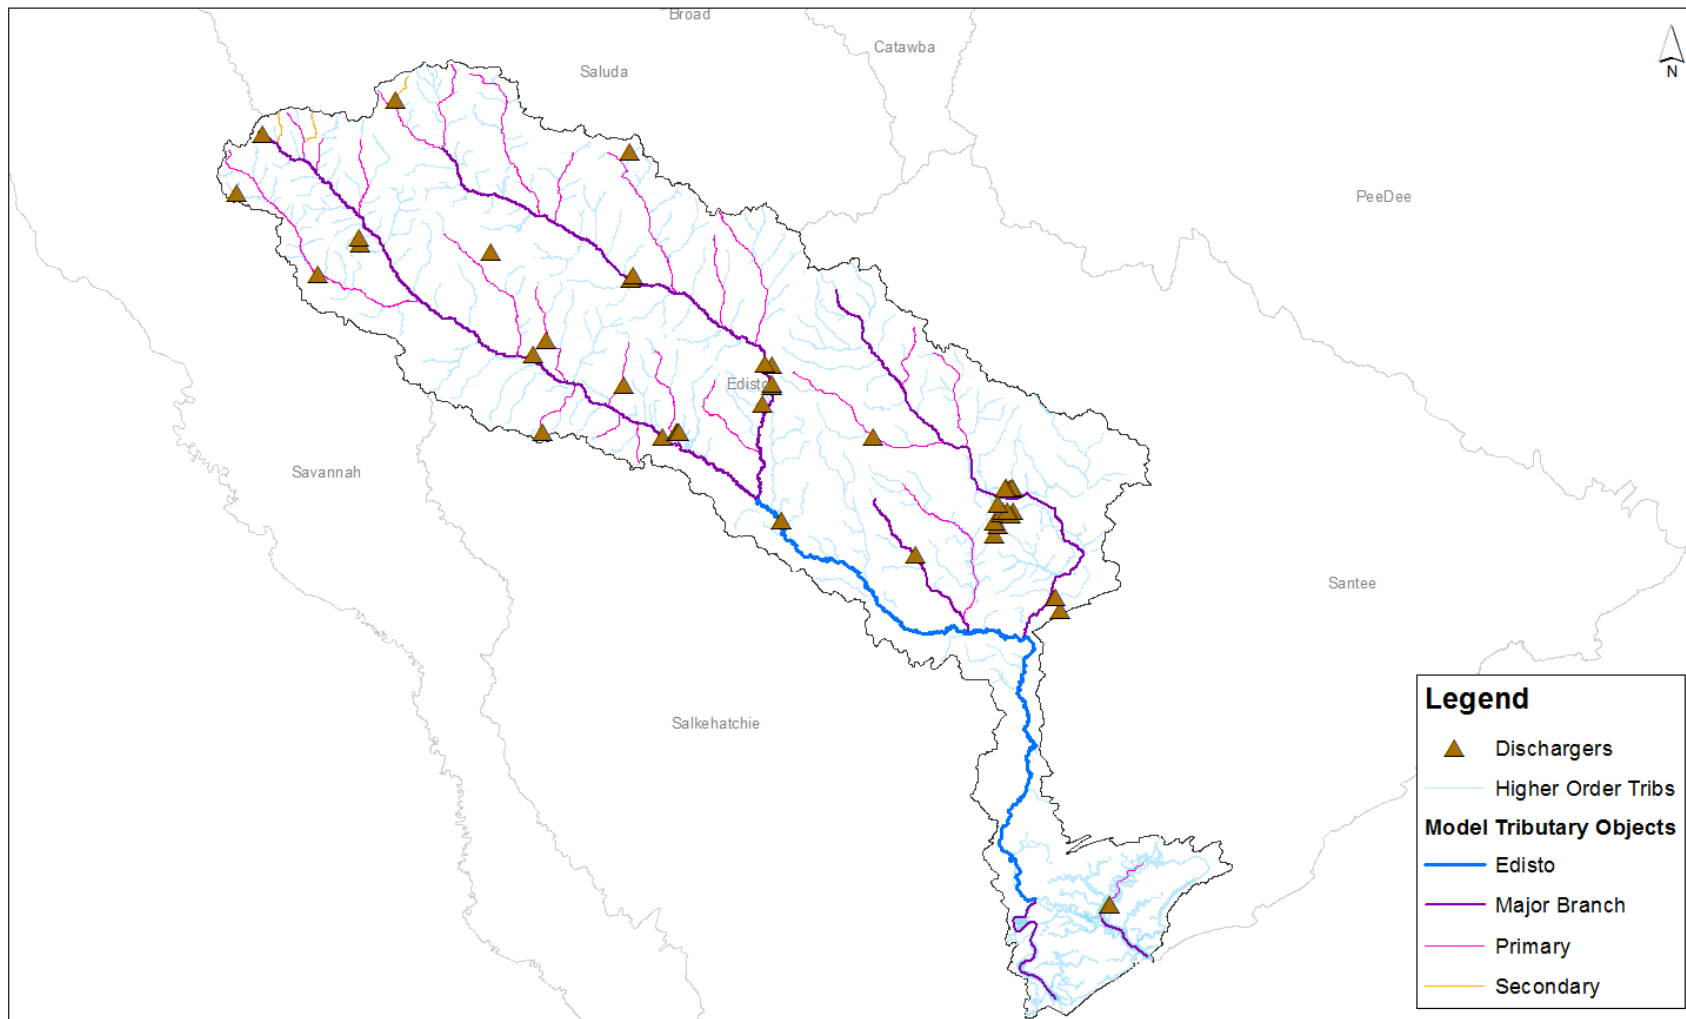 Broad
Catawba
Saluda
N
PeeDee
Edisto
Savannah
Santee
Salkehatchie
Legend
Dischargers
Higher Order Tribs
Model Tributary Objects
Edisto
Major Branch
Primary
Secondary